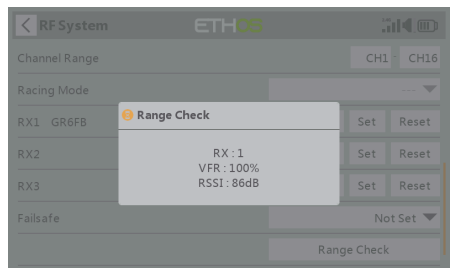 RF System ETHOS
Channel Range CH1 - CH16
Racing Mode ---
RX1 GR6FB Set Reset
Range Check
RX2 Set Reset
RX : 1
VFR : 100%
RSSI : 86dB
RX3 Set Reset
Failsafe Not Set
Range Check